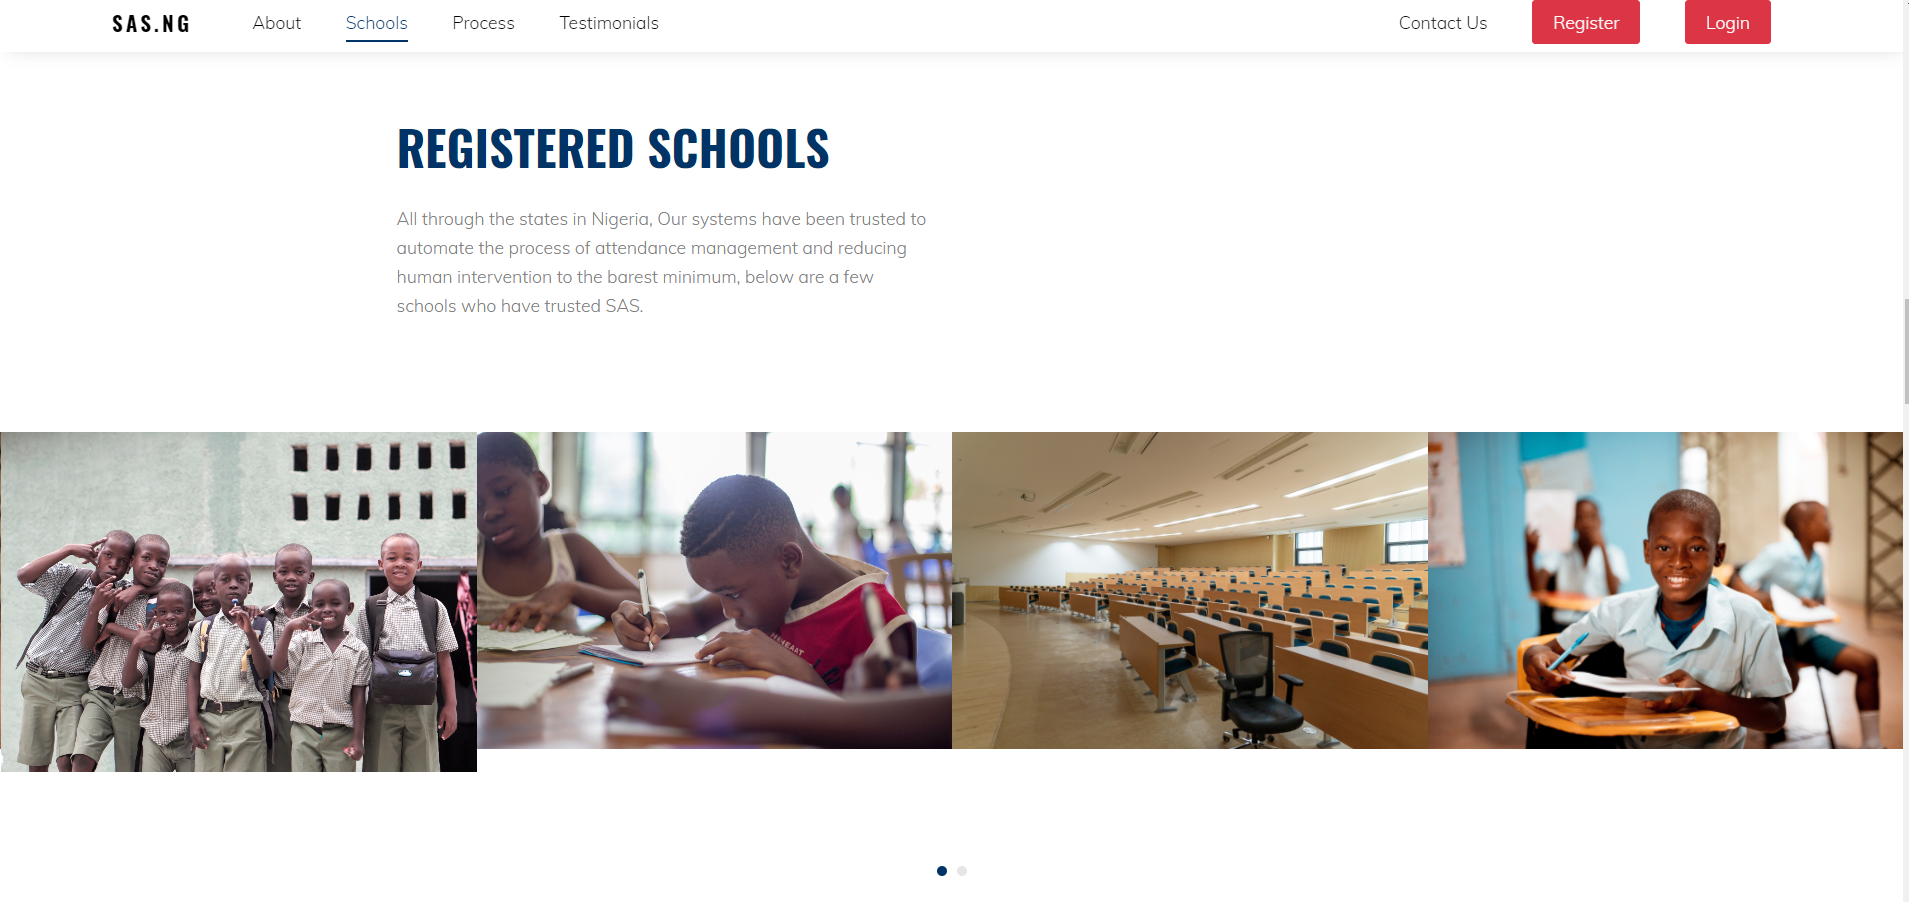 SAS.NG About Schools Process Testimonials Contact Us Register Login
REGISTERED SCHOOLS
All through the states in Nigeria, Our systems have been trusted to
automate the process of attendance management and reducing
human intervention to the barest minimum, below are a few
schools who have trusted SAS.